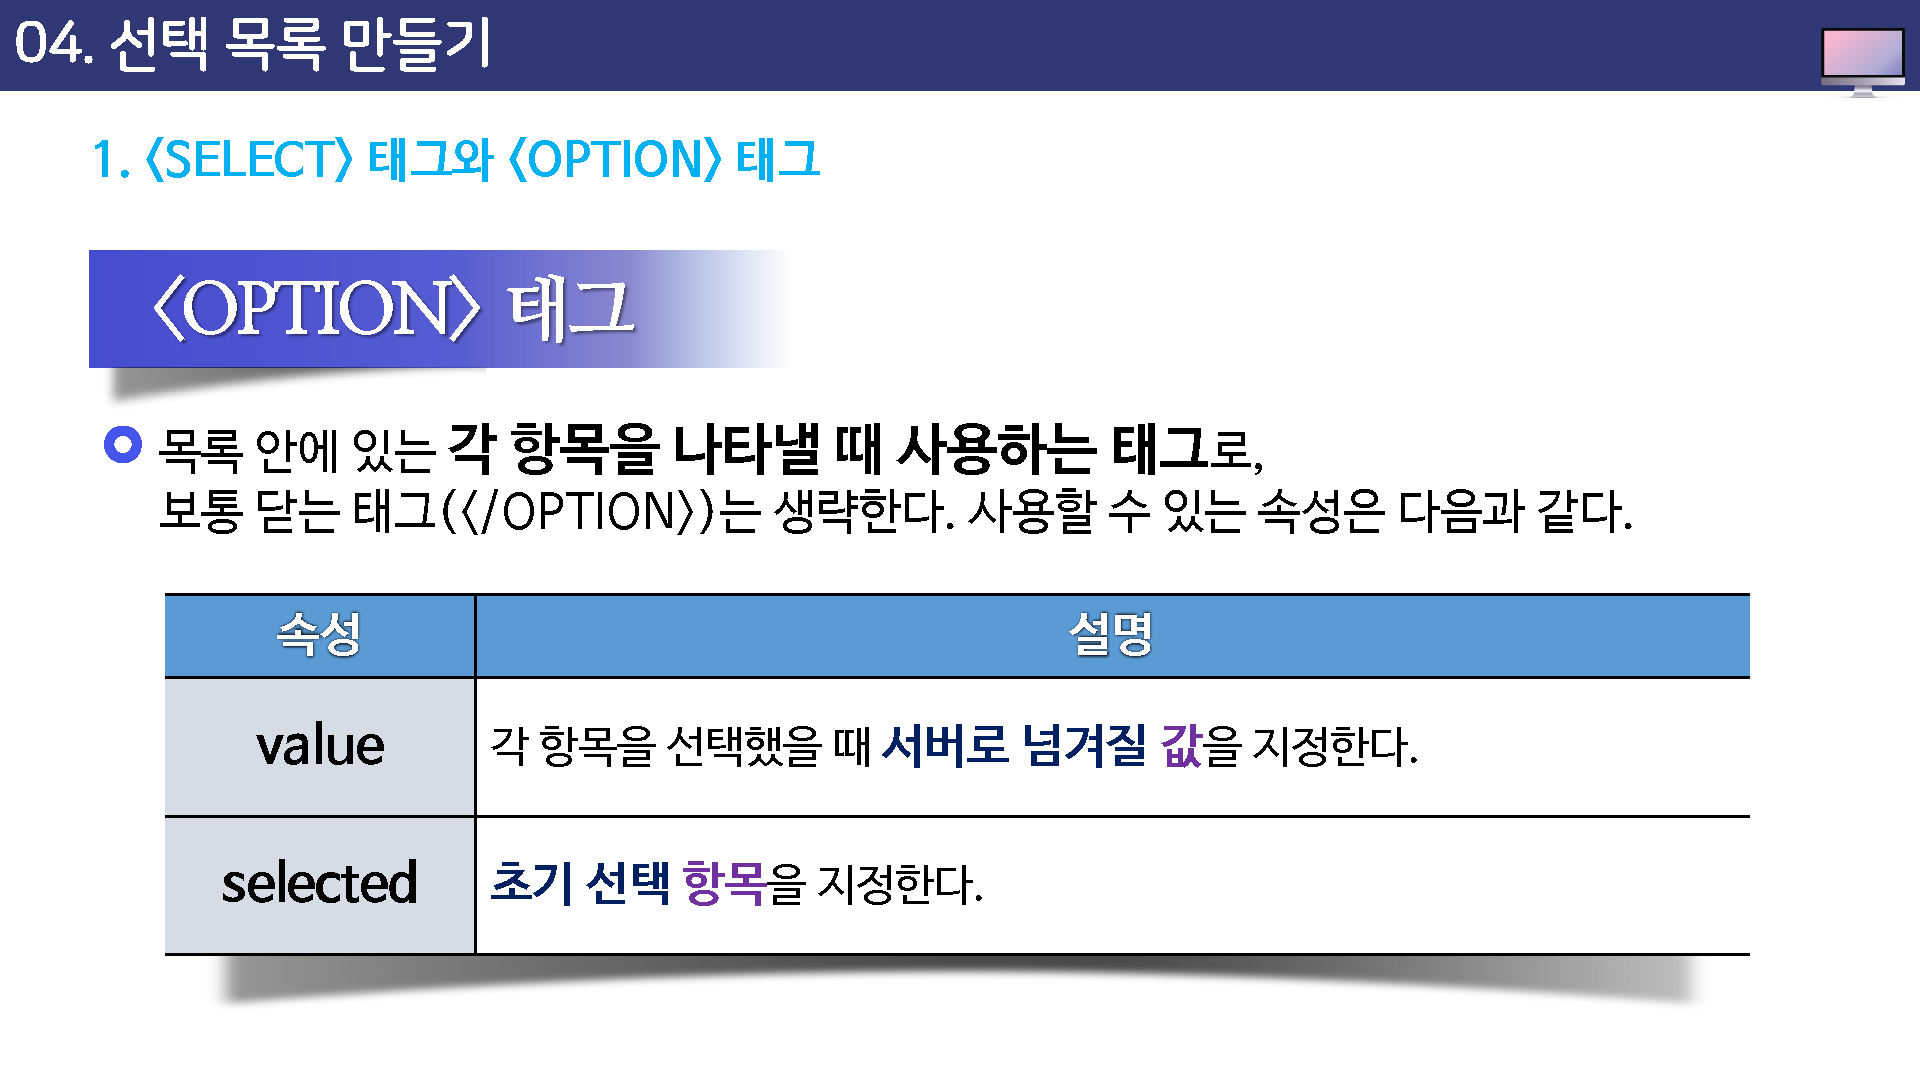 04. 선택 목록 만들기
1. <SELECT> 태그와 <OPTION> 태그
<OPTION> 태그
목록 안에 있는 각 항목을 나타낼 때 사용하는 태그로,
보통 닫는 태그(</OPTION>)는 생략한다. 사용할 수 있는 속성은 다음과 같다.
속성 설명
value 각 항목을 선택했을 때 서버로 넘겨질 값을 지정한다.
selected 초기 선택 항목을 지정한다.